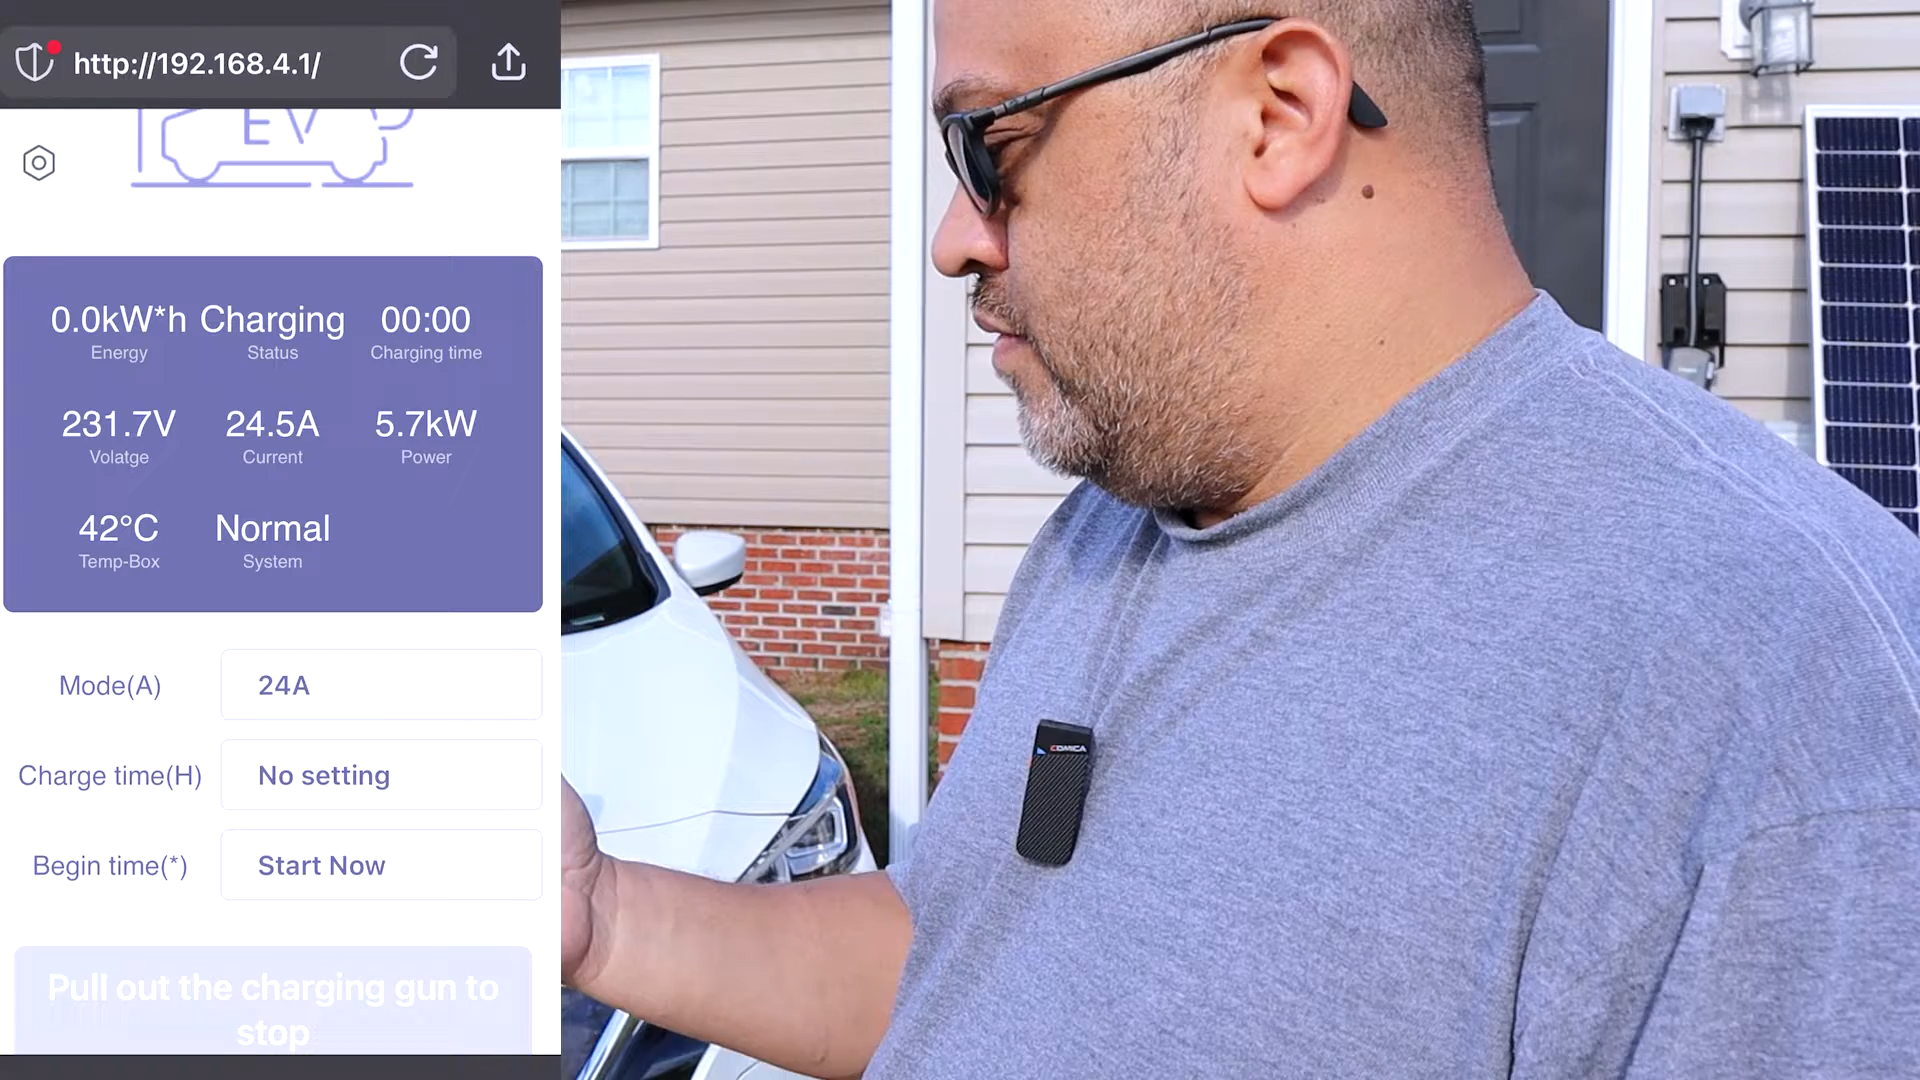 http://192.168.4.1/
EV
0.0kW*h Charging 00:00
Energy Status Charging time
231.7V 24.5A 5.7kW
Volatge Current Power
42°C Normal
Temp-Box System
Mode(A) 24A
Charge time(H) No setting
Begin time(*) Start Now
Pull out the charging gun to
stop
COMICA